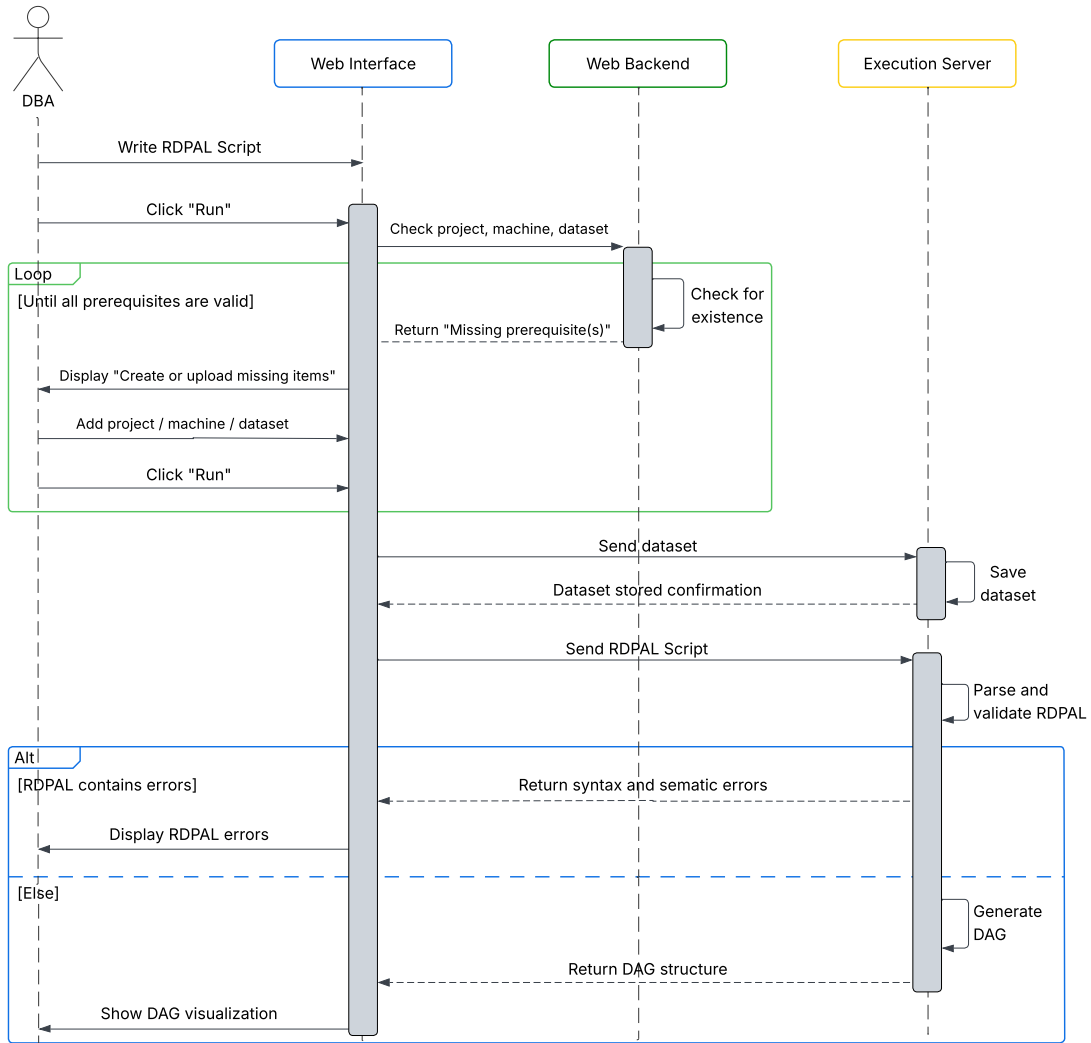 DBA
Web Interface
Web Backend
Execution Server
Write RDPAL Script
Click "Run"
Check project, machine, dataset
Loop
[Until all prerequisites are valid]
Check for
existence
Return "Missing prerequisite(s)"
Display "Create or upload missing items"
Add project / machine / dataset
Click "Run"
Send dataset
Save
dataset
Dataset stored confirmation
Send RDPAL Script
Parse and
validate RDPAL
Alt
[RDPAL contains errors]
Return syntax and sematic errors
Display RDPAL errors
[Else]
Generate
DAG
Return DAG structure
Show DAG visualization